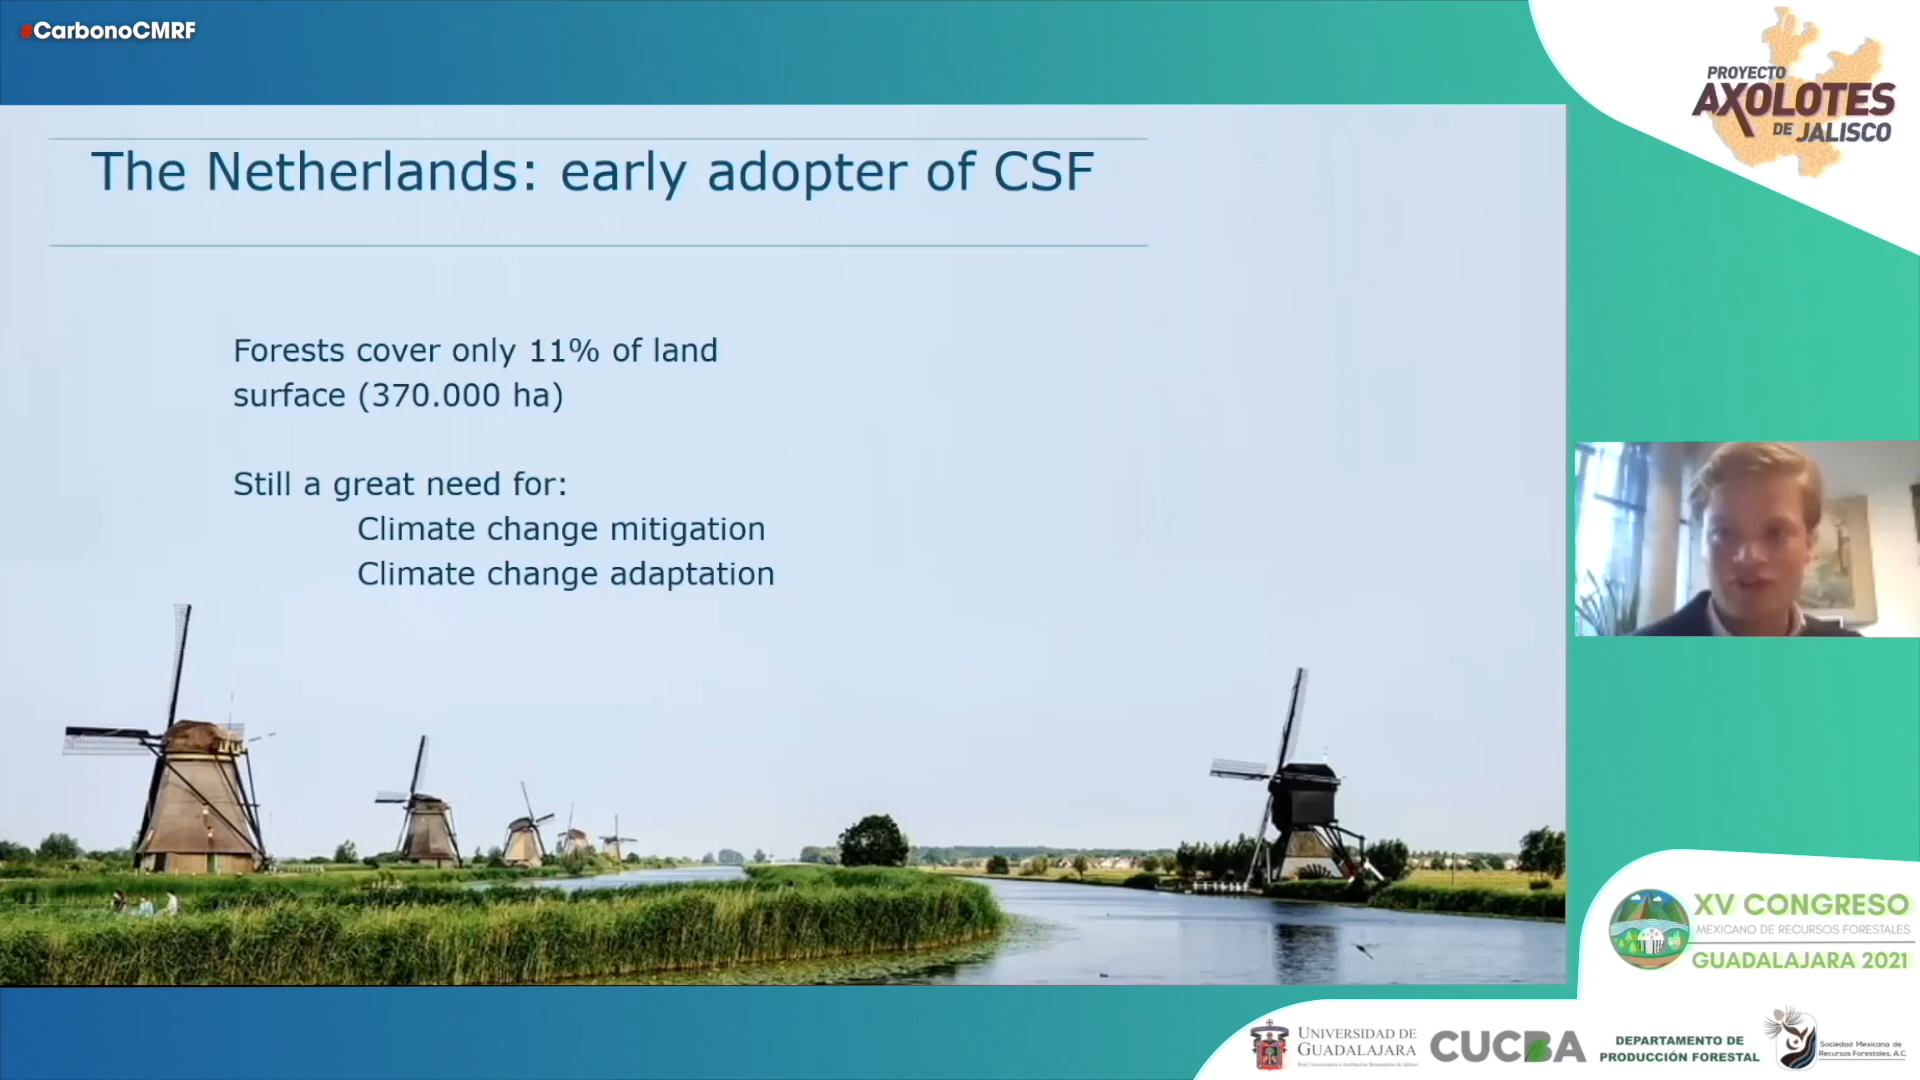 #CarbonoCMRF
PROYECTO
AXOLOTES
DE JALISCO
The Netherlands: early adopter of CSF
Forests cover only 11% of land
surface (370.000 ha)
Still a great need for:
Climate change mitigation
Climate change adaptation
XV CONGRESO
MEXICANO DE RECURSOS FORESTALES
GUADALAJARA 2021
UNIVERSIDAD DE
GUADALAJARA
CUCBA
DEPARTAMENTO DE
PRODUCCIÓN FORESTAL
Sociedad Mexicana de
Recursos Forestales, A.C.